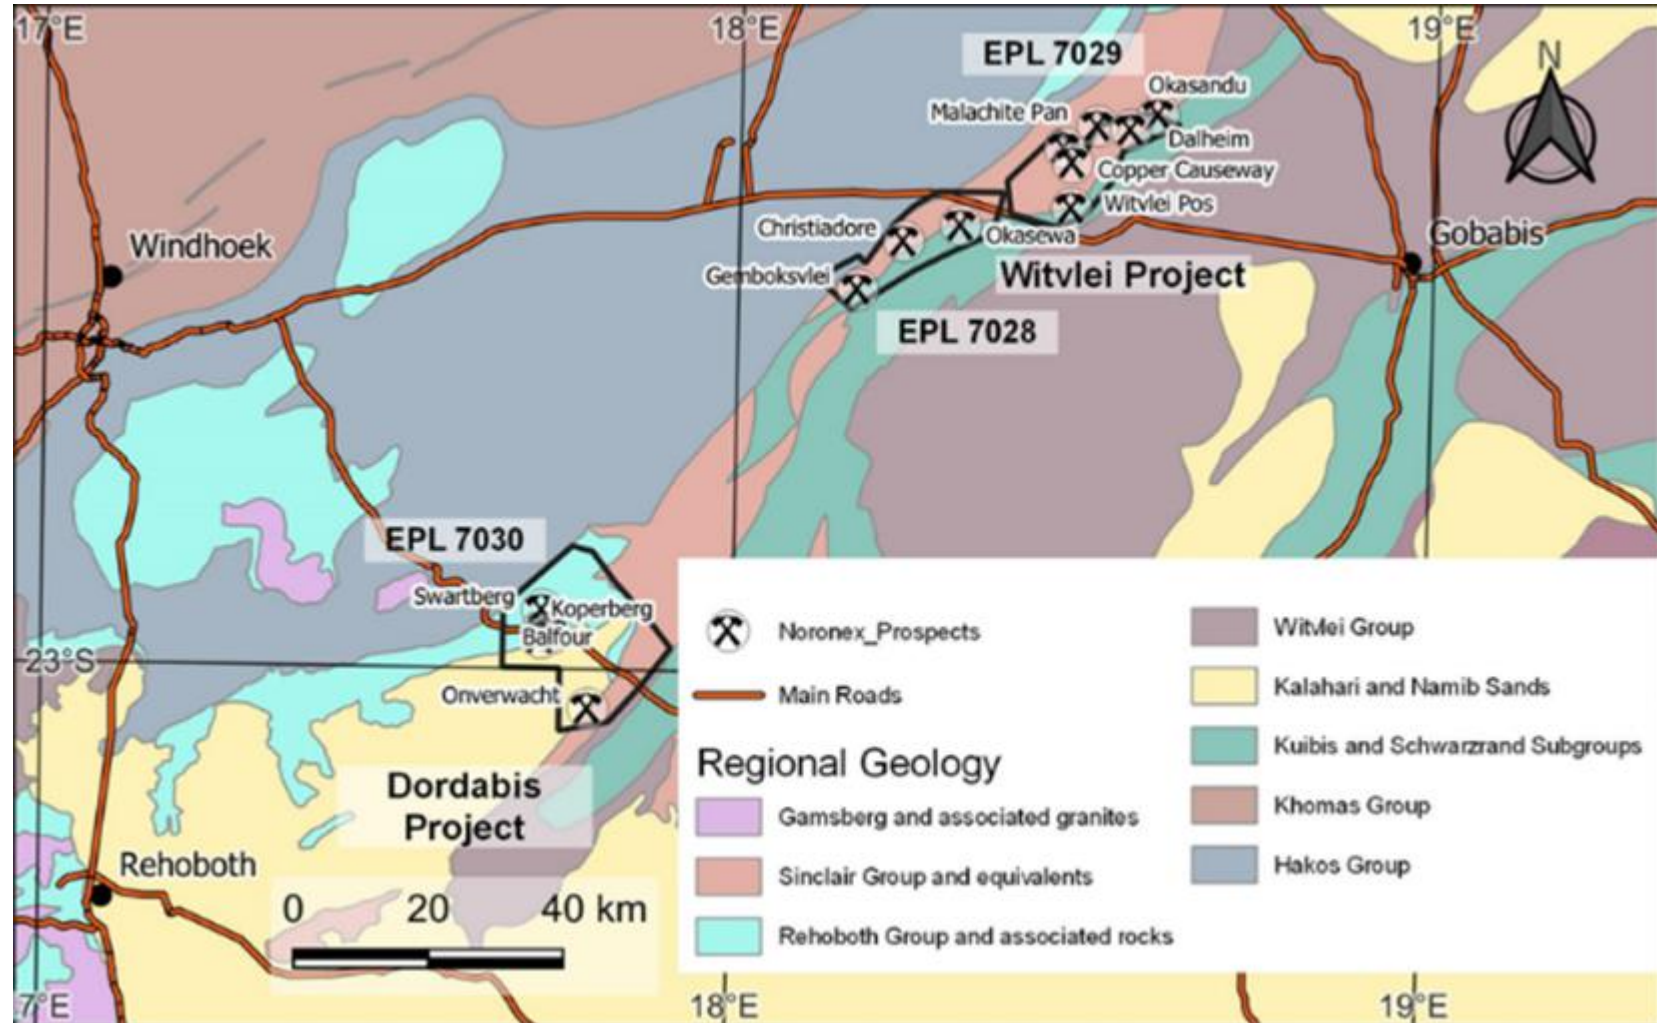 17°E
18°E
19°E
EPL 7029
N
Okasandu
Malachite Pan
Dalheim
Copper Causeway
Witvlei Pos
Christiadore
Okasewa
Gobabis
Windhoek
Gemboksvlei
Witvlei Project
EPL 7028
EPL 7030
Swartberg
Koperberg
Balfour
23°S
Onverwacht
Dordabis
Project
Rehoboth
0 20 40 km
Noronex_Prospects
Main Roads
Regional Geology
Gamsberg and associated granites
Sinclair Group and equivalents
Rehoboth Group and associated rocks
Witvlei Group
Kalahari and Namib Sands
Kuibis and Schwarzrand Subgroups
Khomas Group
Hakos Group
7°E
18°E
19°E